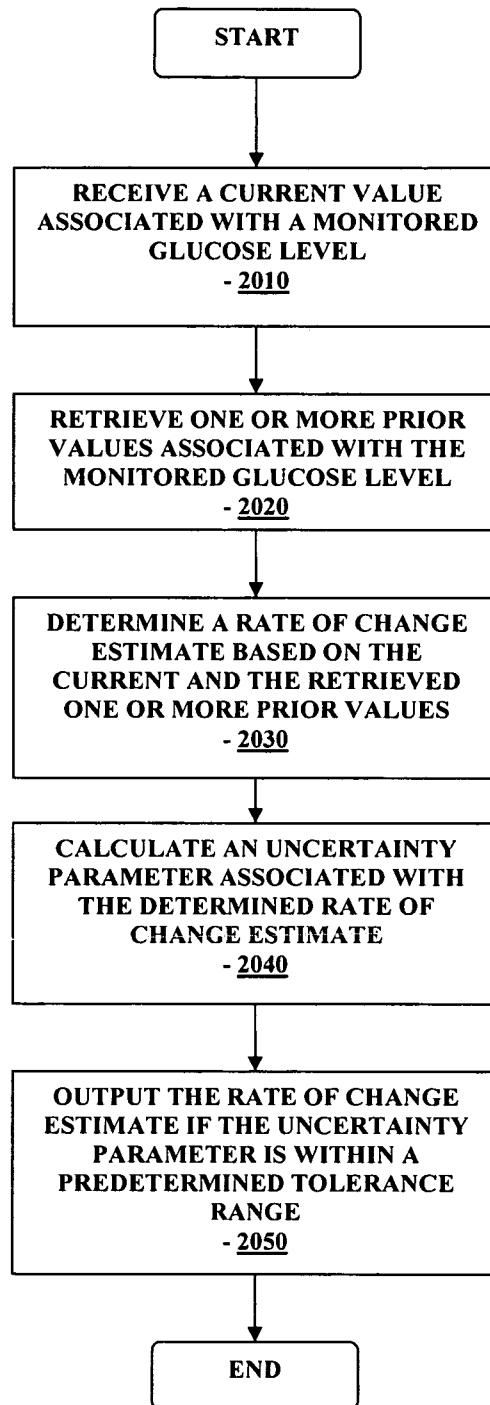 START
RECEIVE A CURRENT VALUE
ASSOCIATED WITH A MONITORED
GLUCOSE LEVEL
- 2010
RETRIEVE ONE OR MORE PRIOR
VALUES ASSOCIATED WITH THE
MONITORED GLUCOSE LEVEL
- 2020
DETERMINE A RATE OF CHANGE
ESTIMATE BASED ON THE
CURRENT AND THE RETRIEVED
ONE OR MORE PRIOR VALUES
- 2030
CALCULATE AN UNCERTAINTY
PARAMETER ASSOCIATED WITH
THE DETERMINED RATE OF
CHANGE ESTIMATE
- 2040
OUTPUT THE RATE OF CHANGE
ESTIMATE IF THE UNCERTAINTY
PARAMETER IS WITHIN A
PREDETERMINED TOLERANCE
RANGE
- 2050
END